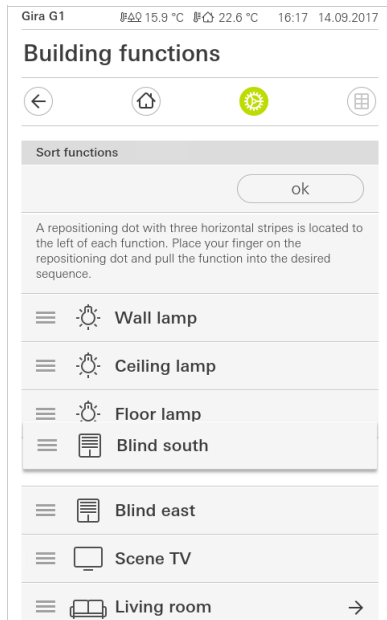 Gira G1 15.9 °C 22.6 °C 16:17 14.09.2017
Building functions
Sort functions
ok
A repositioning dot with three horizontal stripes is located to
the left of each function. Place your finger on the
repositioning dot and pull the function into the desired
sequence.
Wall lamp
Ceiling lamp
Floor lamp
Blind south
Blind east
Scene TV
Living room